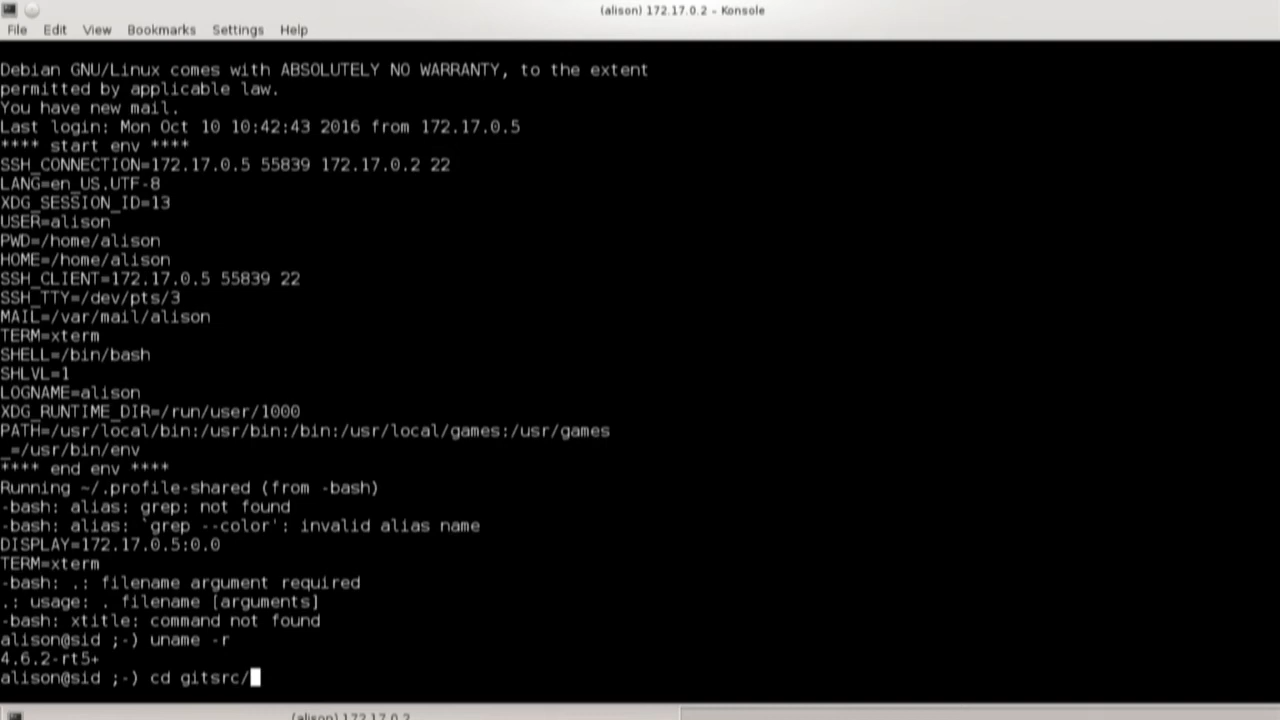 (alison) 172.17.0.2 – Konsole
File Edit View Bookmarks Settings Help
Debian GNU/Linux comes with ABSOLUTELY NO WARRANTY, to the extent
permitted by applicable law.
You have new mail.
Last login: Mon Oct 10 10:42:43 2016 from 172.17.0.5
**** start env ****
SSH_CONNECTION=172.17.0.5 55839 172.17.0.2 22
LANG=en_US.UTF-8
XDG_SESSION_ID=13
USER=alison
PWD=/home/alison
HOME=/home/alison
SSH_CLIENT=172.17.0.5 55839 22
SSH_TTY=/dev/pts/3
MAIL=/var/mail/alison
TERM=xterm
SHELL=/bin/bash
SHLVL=1
LOGNAME=alison
XDG_RUNTIME_DIR=/run/user/1000
PATH=/usr/local/bin:/usr/bin:/bin:/usr/local/games:/usr/games
_=/usr/bin/env
**** end env ****
Running ~/.profile-shared (from -bash)
-bash: alias: grep: not found
-bash: alias: `grep --color': invalid alias name
DISPLAY=172.17.0.5:0.0
TERM=xterm
-bash: .: filename argument required
.: usage: . filename [arguments]
-bash: xtitle: command not found
alison@sid ;-) uname -r
4.6.2-rt5+
alison@sid ;-) cd gitsrc/
(alison) 172.17.0.2